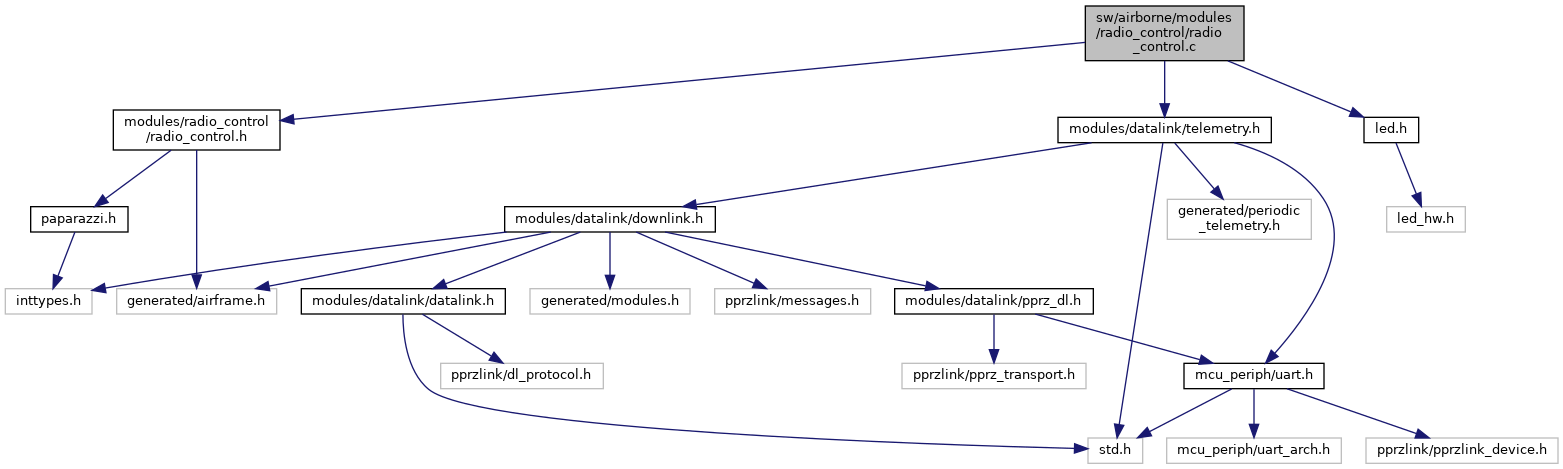 sw/airborne/modules
/radio_control/radio
_control.c
modules/radio_control
/radio_control.h
modules/datalink/telemetry.h
led.h
paparazzi.h
modules/datalink/downlink.h
generated/periodic
_telemetry.h
led_hw.h
inttypes.h
generated/airframe.h
modules/datalink/datalink.h
generated/modules.h
pprzlink/messages.h
modules/datalink/pprz_dl.h
pprzlink/dl_protocol.h
pprzlink/pprz_transport.h
mcu_periph/uart.h
std.h
mcu_periph/uart_arch.h
pprzlink/pprzlink_device.h